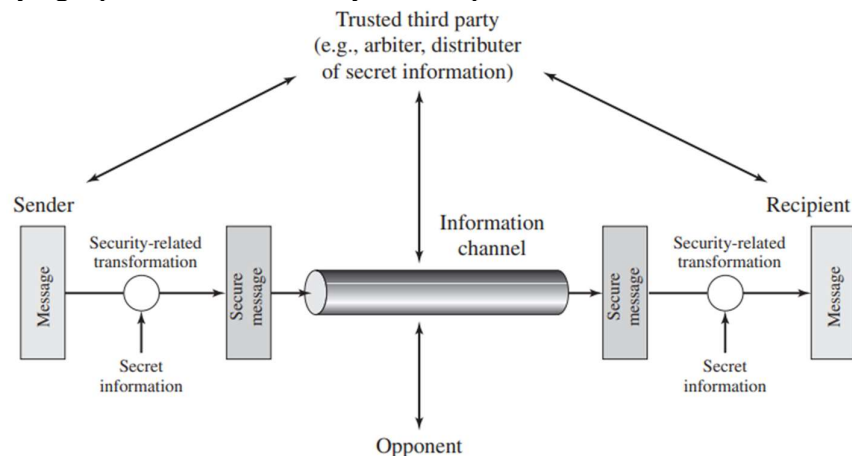 Trusted third party
(e.g., arbiter, distributer
of secret information)
Sender
Recipient
Information
channel
Security-related
transformation
Security-related
transformation
Message
Secure
message
Secure
message
Message
Secret
information
Secret
information
Opponent